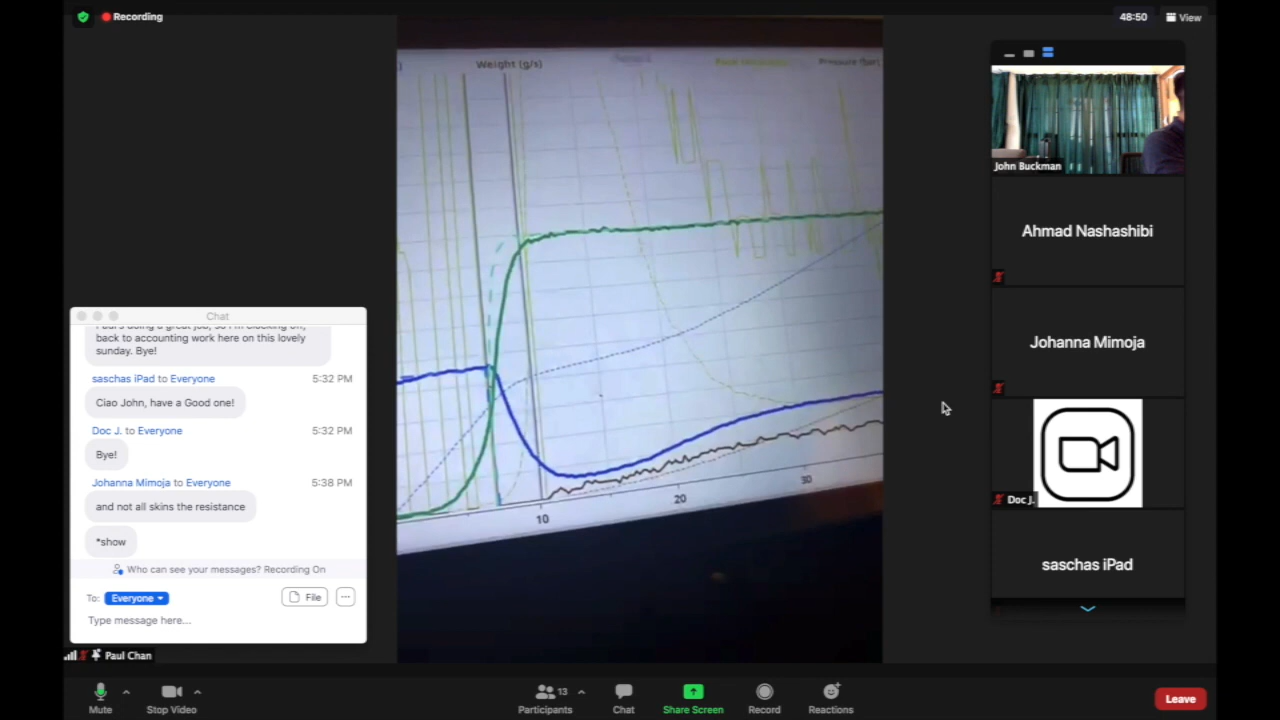 Recording
48:50
View
Weight (g/s)
Pressure (bar)
10
20
30
John Buckman
Ahmad Nashashibi
Johanna Mimoja
Doc J.
saschas iPad
Chat
back to accounting work here on this lovely
sunday. Bye!
saschas iPad to Everyone
5:32 PM
Ciao John, have a Good one!
Doc J. to Everyone
5:32 PM
Bye!
Johanna Mimoja to Everyone
5:38 PM
and not all skins the resistance
*show
Who can see your messages? Recording On
To: Everyone
File
Type message here...
Paul Chan
Mute
Stop Video
13
Participants
Chat
Share Screen
Record
Reactions
Leave